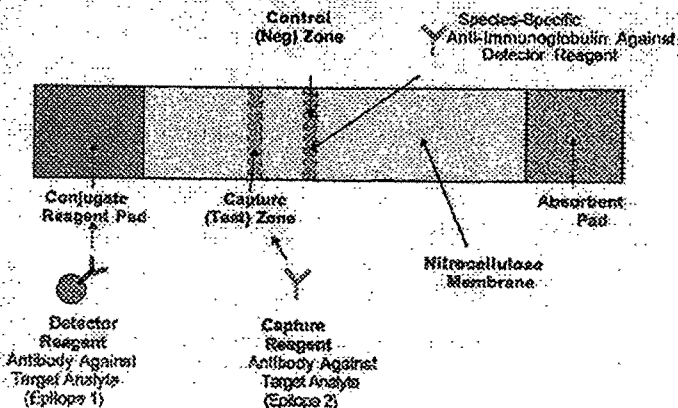 Control
(Neg) Zone
Species-Specific
Anti-Immunoglobulin Against
Detector Reagent
Conjugate
Reagent Pad
Capture
(Test) Zone
Absorbent
Pad
Nitrocellulose
Membrane
Detector
Reagent
Antibody Against
Target Analyte
(Epitope 1)
Capture
Reagent
Antibody Against
Target Analyte
(Epitope 2)